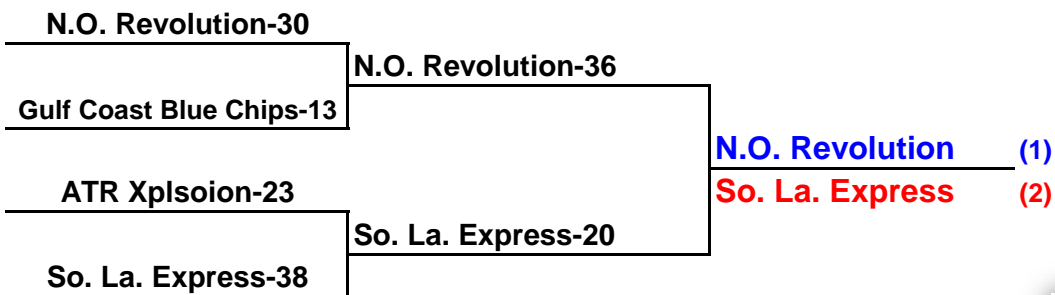 N.O. Revolution-30
N.O. Revolution-36
Gulf Coast Blue Chips-13
N.O. Revolution (1)
So. La. Express (2)
ATR Xplsoion-23
So. La. Express-20
So. La. Express-38